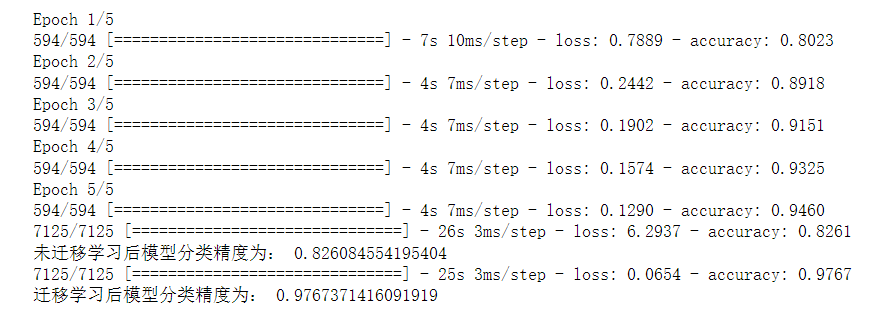 Epoch 1/5
594/594 [==============================] - 7s 10ms/step - loss: 0.7889 - accuracy: 0.8023
Epoch 2/5
594/594 [==============================] - 4s 7ms/step - loss: 0.2442 - accuracy: 0.8918
Epoch 3/5
594/594 [==============================] - 4s 7ms/step - loss: 0.1902 - accuracy: 0.9151
Epoch 4/5
594/594 [==============================] - 4s 7ms/step - loss: 0.1574 - accuracy: 0.9325
Epoch 5/5
594/594 [==============================] - 4s 7ms/step - loss: 0.1290 - accuracy: 0.9460
7125/7125 [==============================] - 26s 3ms/step - loss: 6.2937 - accuracy: 0.8261
未迁移学习后模型分类精度为： 0.826084554195404
7125/7125 [==============================] - 25s 3ms/step - loss: 0.0654 - accuracy: 0.9767
迁移学习后模型分类精度为： 0.9767371416091919